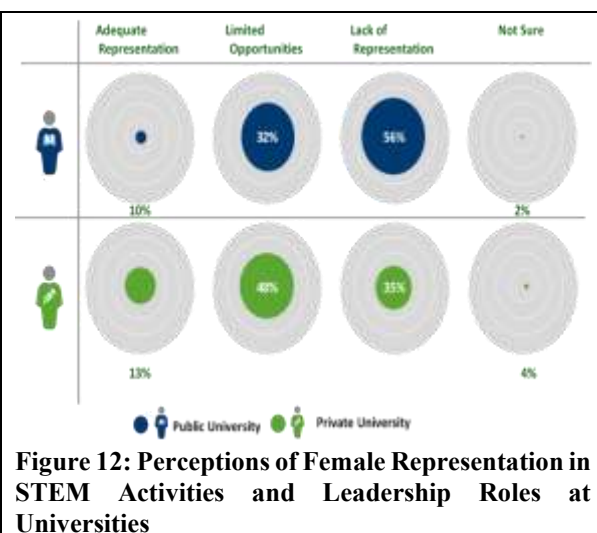 Adequate Representation
Limited Opportunities
Lack of Representation
Not Sure
32%
56%
10%
2%
40%
35%
13%
4%
Public University
Private University
Figure 12: Perceptions of Female Representation in
STEM Activities and Leadership Roles at
Universities